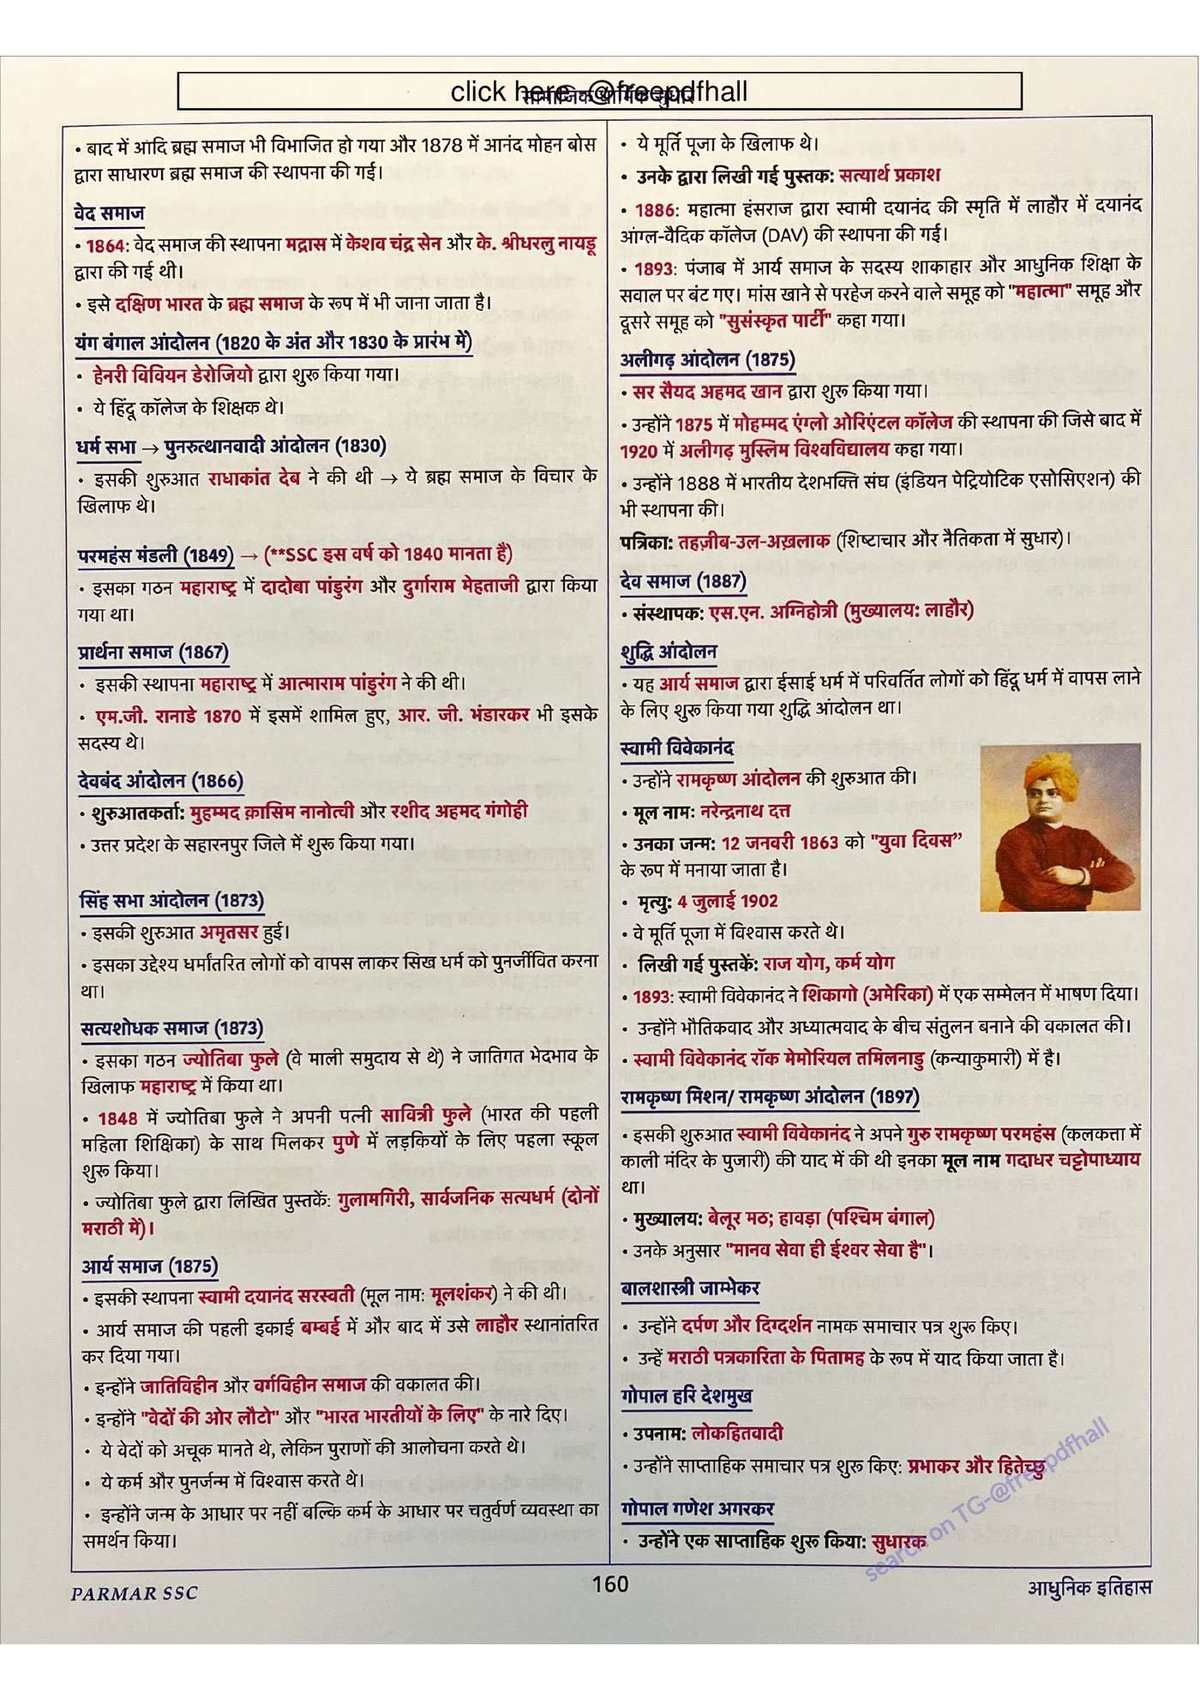 click here - @freepdfhall
सामाजिक धार्मिक सुधार
• बाद में आदि ब्रह्म समाज भी विभाजित हो गया और 1878 में आनंद मोहन बोस
द्वारा साधारण ब्रह्म समाज की स्थापना की गई।
वेद समाज
• 1864: वेद समाज की स्थापना मद्रास में केशव चंद्र सेन और के. श्रीधरलु नायडू
द्वारा की गई थी।
• इसे दक्षिण भारत के ब्रह्म समाज के रूप में भी जाना जाता है।
यंग बंगाल आंदोलन (1820 के अंत और 1830 के प्रारंभ में)
• हेनरी विवियन डेरोजियो द्वारा शुरू किया गया।
• ये हिंदू कॉलेज के शिक्षक थे।
धर्म सभा → पुनरुत्थानवादी आंदोलन (1830)
• इसकी शुरुआत राधाकांत देब ने की थी → ये ब्रह्म समाज के विचार के
खिलाफ थे।
परमहंस मंडली (1849) → (**SSC इस वर्ष को 1840 मानता है)
• इसका गठन महाराष्ट्र में दादोबा पांडुरंग और दुर्गाराम मेहताजी द्वारा किया
गया था।
प्रार्थना समाज (1867)
• इसकी स्थापना महाराष्ट्र में आत्माराम पांडुरंग ने की थी।
• एम.जी. रानाडे 1870 में इसमें शामिल हुए, आर. जी. भंडारकर भी इसके
सदस्य थे।
देवबंद आंदोलन (1866)
• शुरुआतकर्ता: मुहम्मद क़ासिम नानोत्वी और रशीद अहमद गंगोही
• उत्तर प्रदेश के सहारनपुर जिले में शुरू किया गया।
सिंह सभा आंदोलन (1873)
• इसकी शुरुआत अमृतसर हुई।
• इसका उद्देश्य धर्मांतरित लोगों को वापस लाकर सिख धर्म को पुनर्जीवित करना
था।
सत्यशोधक समाज (1873)
• इसका गठन ज्योतिबा फुले (वे माली समुदाय से थे) ने जातिगत भेदभाव के
खिलाफ महाराष्ट्र में किया था।
• 1848 में ज्योतिबा फुले ने अपनी पत्नी सावित्री फुले (भारत की पहली
महिला शिक्षिका) के साथ मिलकर पुणे में लड़कियों के लिए पहला स्कूल
शुरू किया।
• ज्योतिबा फुले द्वारा लिखित पुस्तकें: गुलामगिरी, सार्वजनिक सत्यधर्म (दोनों
मराठी में)।
आर्य समाज (1875)
• इसकी स्थापना स्वामी दयानंद सरस्वती (मूल नाम: मूलशंकर) ने की थी।
• आर्य समाज की पहली इकाई बम्बई में और बाद में उसे लाहौर स्थानांतरित
कर दिया गया।
• इन्होंने जातिविहीन और वर्गविहीन समाज की वकालत की।
• इन्होंने "वेदों की ओर लौटो" और "भारत भारतीयों के लिए" के नारे दिए।
• ये वेदों को अचूक मानते थे, लेकिन पुराणों की आलोचना करते थे।
• ये कर्म और पुनर्जन्म में विश्वास करते थे।
• इन्होंने जन्म के आधार पर नहीं बल्कि कर्म के आधार पर चतुर्वर्ण व्यवस्था का
समर्थन किया।
• ये मूर्ति पूजा के खिलाफ थे।
• उनके द्वारा लिखी गई पुस्तक: सत्यार्थ प्रकाश
• 1886: महात्मा हंसराज द्वारा स्वामी दयानंद की स्मृति में लाहौर में दयानंद
आंग्ल-वैदिक कॉलेज (DAV) की स्थापना की गई।
• 1893: पंजाब में आर्य समाज के सदस्य शाकाहार और आधुनिक शिक्षा के
सवाल पर बंट गए। मांस खाने से परहेज करने वाले समूह को "महात्मा" समूह और
दूसरे समूह को "सुसंस्कृत पार्टी" कहा गया।
अलीगढ़ आंदोलन (1875)
• सर सैयद अहमद खान द्वारा शुरू किया गया।
• उन्होंने 1875 में मोहम्मद एंग्लो ओरिएंटल कॉलेज की स्थापना की जिसे बाद में
1920 में अलीगढ़ मुस्लिम विश्वविद्यालय कहा गया।
• उन्होंने 1888 में भारतीय देशभक्ति संघ (इंडियन पेट्रियोटिक एसोसिएशन) की
भी स्थापना की।
पत्रिका: तहज़ीब-उल-अख़लाक (शिष्टाचार और नैतिकता में सुधार)।
देव समाज (1887)
• संस्थापक: एस.एन. अग्निहोत्री (मुख्यालय: लाहौर)
शुद्धि आंदोलन
• यह आर्य समाज द्वारा ईसाई धर्म में परिवर्तित लोगों को हिंदू धर्म में वापस लाने
के लिए शुरू किया गया शुद्धि आंदोलन था।
स्वामी विवेकानंद
• उन्होंने रामकृष्ण आंदोलन की शुरुआत की।
• मूल नाम: नरेन्द्रनाथ दत्त
• उनका जन्म: 12 जनवरी 1863 को "युवा दिवस”
के रूप में मनाया जाता है।
• मृत्यु: 4 जुलाई 1902
• वे मूर्ति पूजा में विश्वास करते थे।
• लिखी गई पुस्तकें: राज योग, कर्म योग
• 1893: स्वामी विवेकानंद ने शिकागो (अमेरिका) में एक सम्मेलन में भाषण दिया।
• उन्होंने भौतिकवाद और अध्यात्मवाद के बीच संतुलन बनाने की वकालत की।
• स्वामी विवेकानंद रॉक मेमोरियल तमिलनाडु (कन्याकुमारी) में है।
रामकृष्ण मिशन/ रामकृष्ण आंदोलन (1897)
• इसकी शुरुआत स्वामी विवेकानंद ने अपने गुरु रामकृष्ण परमहंस (कलकत्ता में
काली मंदिर के पुजारी) की याद में की थी इनका मूल नाम गदाधर चट्टोपाध्याय
था।
• मुख्यालय: बेलूर मठ; हावड़ा (पश्चिम बंगाल)
• उनके अनुसार "मानव सेवा ही ईश्वर सेवा है"।
बालशास्त्री जाम्भेकर
• उन्होंने दर्पण और दिग्दर्शन नामक समाचार पत्र शुरू किए।
• उन्हें मराठी पत्रकारिता के पितामह के रूप में याद किया जाता है।
गोपाल हरि देशमुख
• उपनाम: लोकहितवादी
• उन्होंने साप्ताहिक समाचार पत्र शुरू किए: प्रभाकर और हितेच्छु
गोपाल गणेश अगरकर
• उन्होंने एक साप्ताहिक शुरू किया: सुधारक
search on TG-@freepdfhall
PARMAR SSC
160
आधुनिक इतिहास